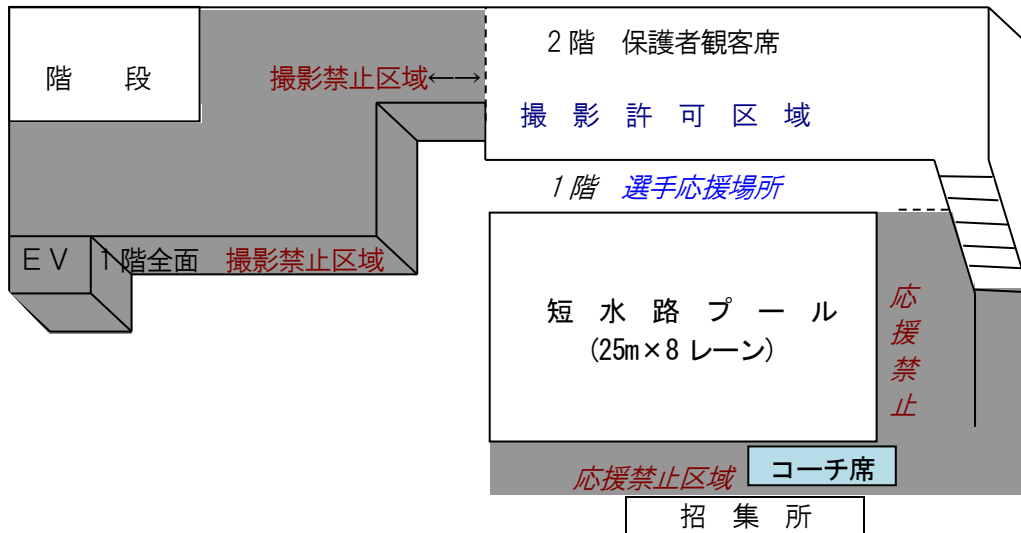 2階 保護者観客席
階 段
撮影禁止区域←→
撮 影 許 可 区 域
1階 選手応援場所
EV 1階全面 撮影禁止区域
短 水 路 プ ー ル
(25m×8 レーン)
応援禁止
応援禁止区域
コーチ席
招 集 所